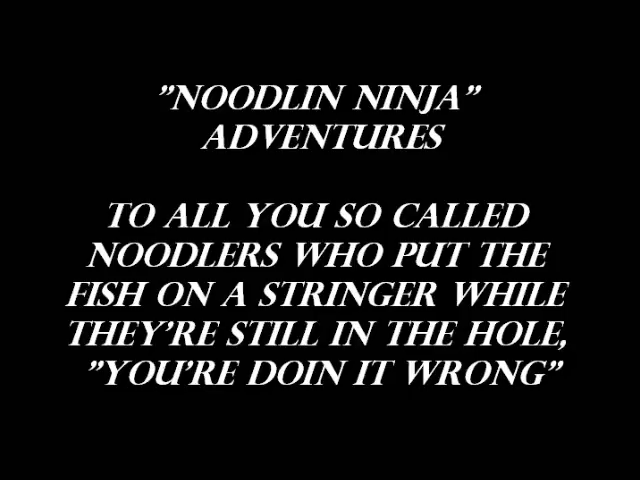 "NOODLIN NINJA"
ADVENTURES
TO ALL YOU SO CALLED
NOODLERS WHO PUT THE
FISH ON A STRINGER WHILE
THEY'RE STILL IN THE HOLE,
"YOU'RE DOIN IT WRONG"